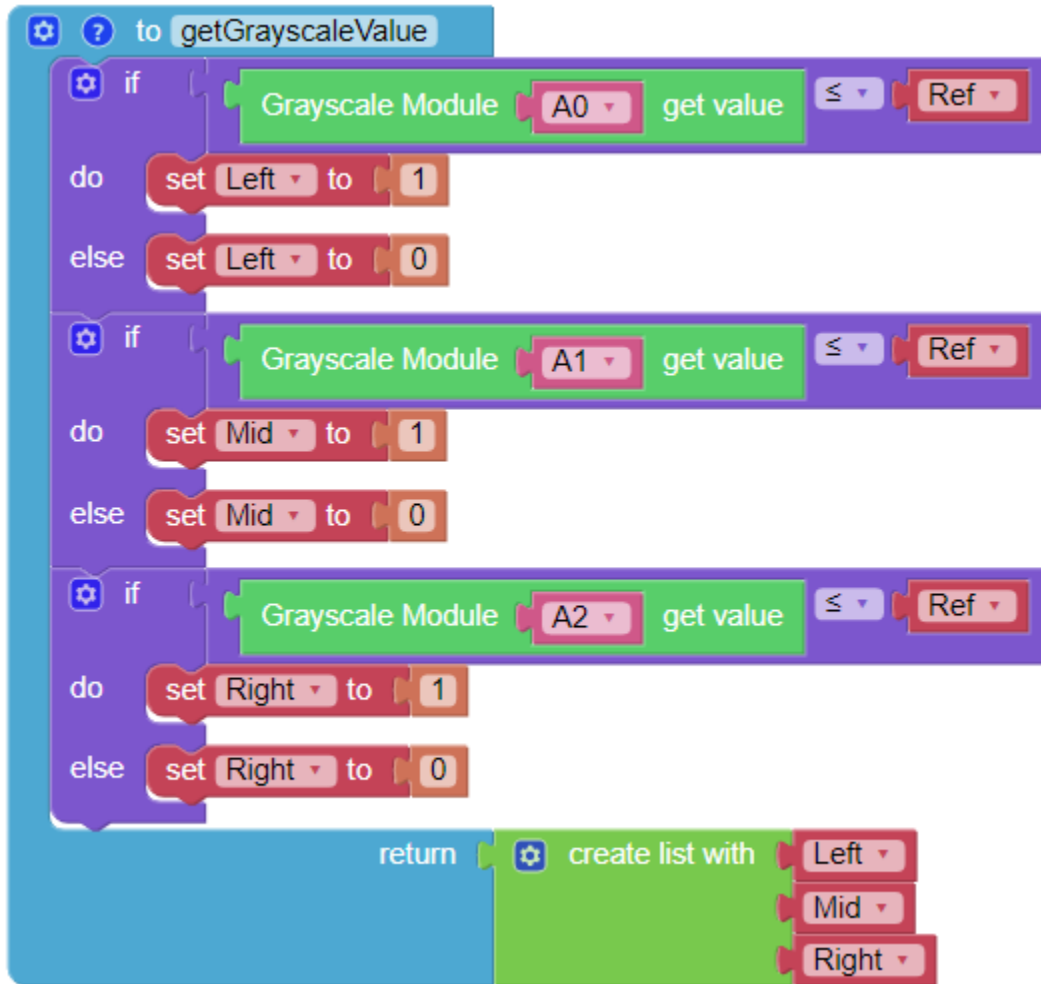 ? to getGrayscaleValue
if Grayscale Module A0 get value ≤ Ref
do set Left to 1
else set Left to 0
if Grayscale Module A1 get value ≤ Ref
do set Mid to 1
else set Mid to 0
if Grayscale Module A2 get value ≤ Ref
do set Right to 1
else set Right to 0
return create list with Left
Mid
Right